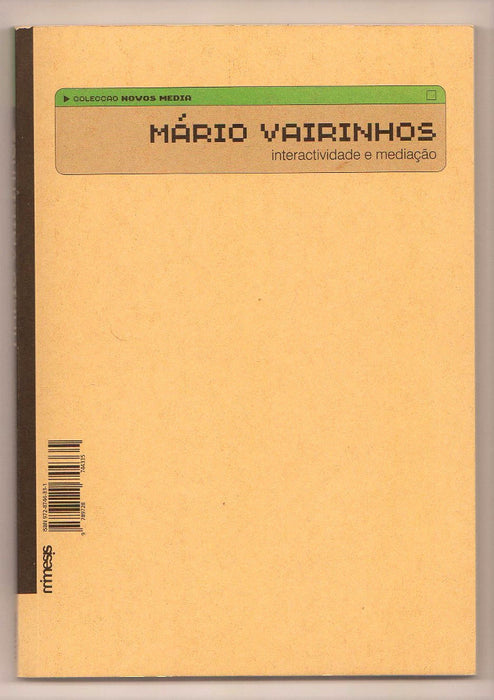 COLECÇÃO NOVOS MEDIA
MÁRIO VAIRINHOS
interactividade e mediação
mimesis